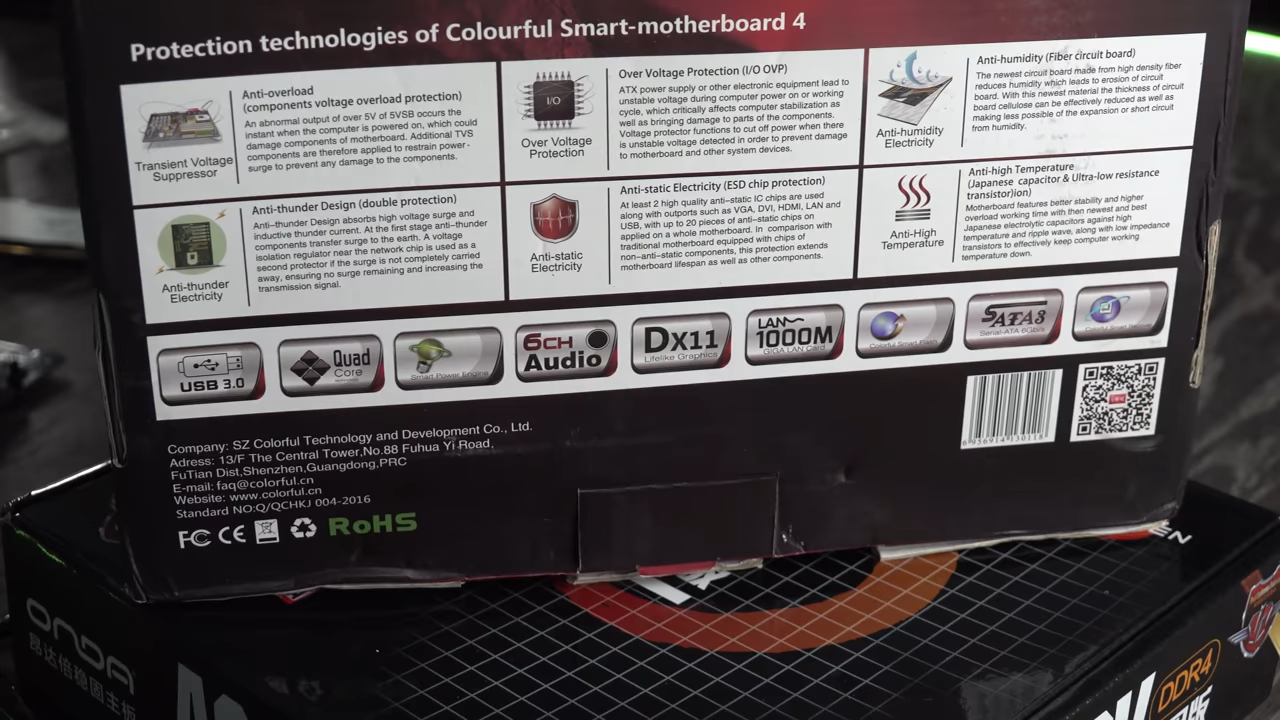 Protection technologies of Colourful Smart-motherboard 4
Transient Voltage
Suppressor
Anti-overload
(components voltage overload protection)
An abnormal output of over 5V of 5VSB occurs the
instant when the computer is powered on, which could
damage components of motherboard. Additional TVS
components are therefore applied to restrain power-
surge to prevent any damage to the components.
I/O
Over Voltage
Protection
Over Voltage Protection (I/O OVP)
ATX power supply or other electronic equipment lead to
unstable voltage during computer power on or working
cycle, which critically affects computer stabilization as
well as bringing damage to parts of the components.
Voltage protector functions to cut off power when there
is unstable voltage detected in order to prevent damage
to motherboard and other system devices.
Anti-humidity
Electricity
Anti-humidity (Fiber circuit board)
The newest circuit board made from high density fiber
reduces humidity which leads to erosion of circuit
board. With this newest material the thickness of circuit
board cellulose can be effectively reduced as well as
making less possible of the expansion or short circuit
from humidity.
Anti-thunder
Electricity
Anti-thunder Design (double protection)
Anti-thunder Design absorbs high voltage surge and
inductive thunder current. At the first stage anti-thunder
components transfer surge to the earth. A voltage
isolation regulator near the network chip is used as a
second protector if the surge is not completely carried
away, ensuring no surge remaining and increasing the
transmission signal.
Anti-static
Electricity
Anti-static Electricity (ESD chip protection)
At least 2 high quality anti-static IC chips are used
along with outports such as VGA, DVI, HDMI, LAN and
USB, with up to 20 pieces of anti-static chips on
applied on a whole motherboard. In comparison with
traditional motherboard equipped with chips of
non-anti-static components, this protection extends
motherboard lifespan as well as other components.
Anti-High
Temperature
Anti-high Temperature
(Japanese capacitor & Ultra-low resistance
transistor)ion)
Motherboard features better stability and higher
overload working time with then newest and best
Japanese electrolytic capacitors against high
temperature and ripple wave, along with low impedance
transistors to effectively keep computer working
temperature down.
USB 3.0
Quad
Core
Smart Power Engine
6CH
Audio
Dx11
Lifelike Graphics
LAN
1000M
GIGA LAN Card
Colorful Smart Flash
SATA3
Serial-ATA 6Gb/s
Colorful Smart
6 956914 130118
Company: SZ Colorful Technology and Development Co., Ltd.
Adress: 13/F The Central Tower,No.88 Fuhua Yi Road,
FuTian Dist,Shenzhen,Guangdong,PRC
E-mail: faq@colorful.cn
Website: www.colorful.cn
Standard NO:Q/QCHKJ 004-2016
FC CE RoHS
ONDA
昂达倍稳固主板
EN
DDR4